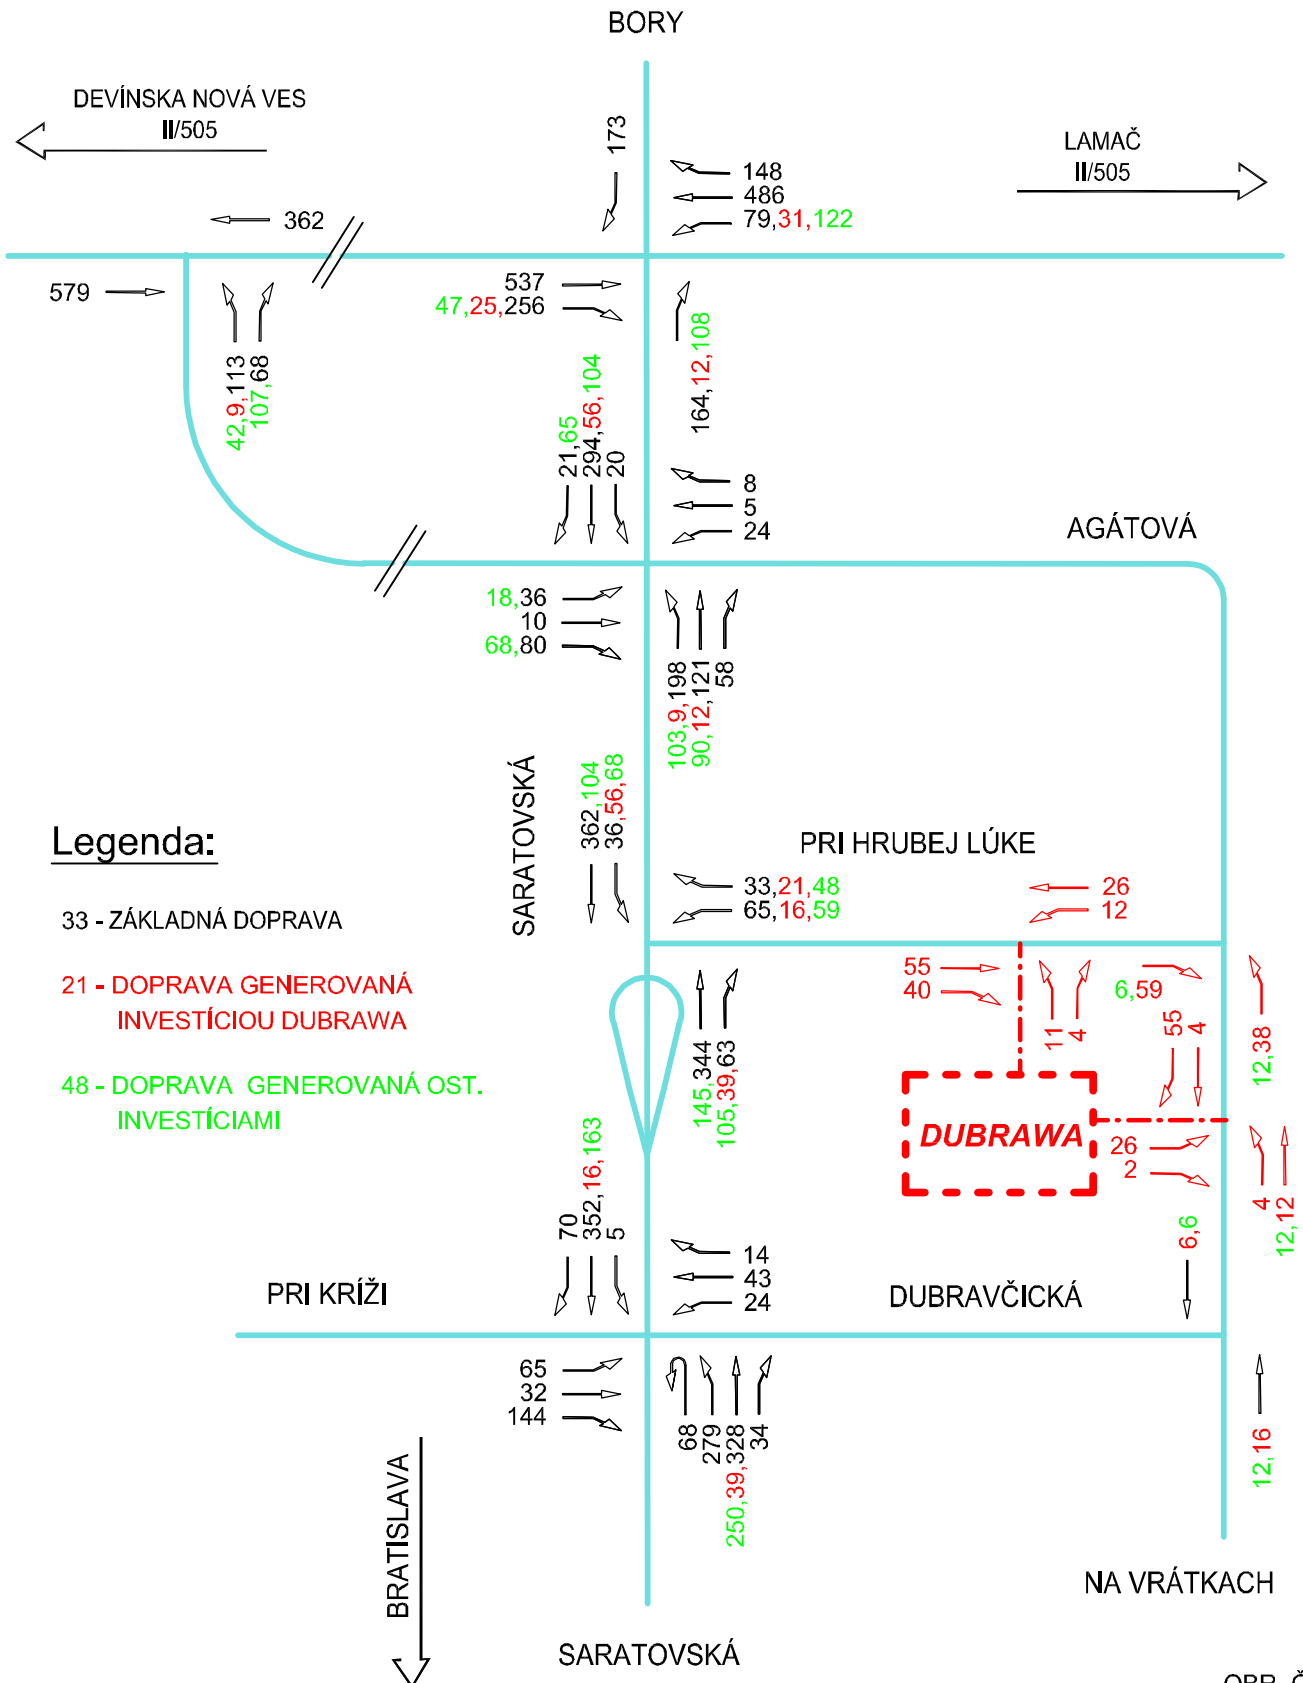 BORY
DEVÍNSKA NOVÁ VES
II/505
LAMAČ
II/505
173
148
486
79,31,122
362
579
537
47,25,256
42,9,113
107,68
164,12,108
21,65
294,56,104
20
8
5
24
AGÁTOVÁ
18,36
10
68,80
103,9,198
90,12,121
58
SARATOVSKÁ
362,104
36,56,68
PRI HRUBEJ LÚKE
Legenda:
33 - ZÁKLADNÁ DOPRAVA
21 - DOPRAVA GENEROVANÁ
INVESTÍCIOU DUBRAWA
48 - DOPRAVA GENEROVANÁ OST.
INVESTÍCIAMI
33,21,48
65,16,59
26
12
55
40
11
4
6,59
55
4
12,38
145,344
105,39,63
DUBRAWA
26
2
4
12,12
6,6
70
352,16,163
5
14
43
24
PRI KRÍŽI
DUBRAVČICKÁ
65
32
144
68
279
250,39,328
34
12,16
BRATISLAVA
NA VRÁTKACH
SARATOVSKÁ
OBR. Č